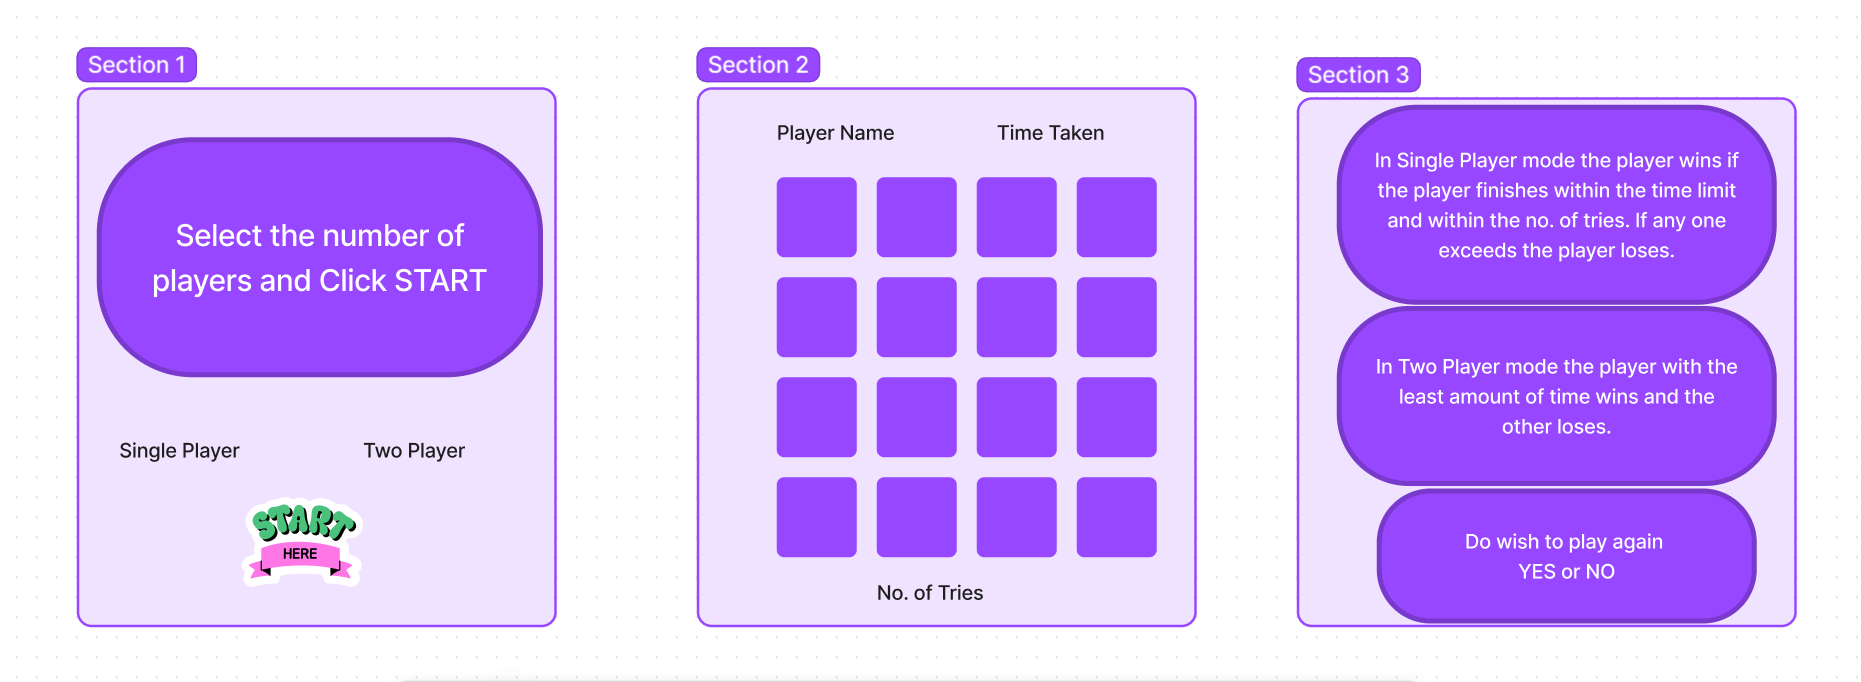 Section 1
Select the number of
players and Click START
Single Player
Two Player
START
HERE
Section 2
Player Name
Time Taken
No. of Tries
Section 3
In Single Player mode the player wins if
the player finishes within the time limit
and within the no. of tries. If any one
exceeds the player loses.
In Two Player mode the player with the
least amount of time wins and the
other loses.
Do wish to play again
YES or NO